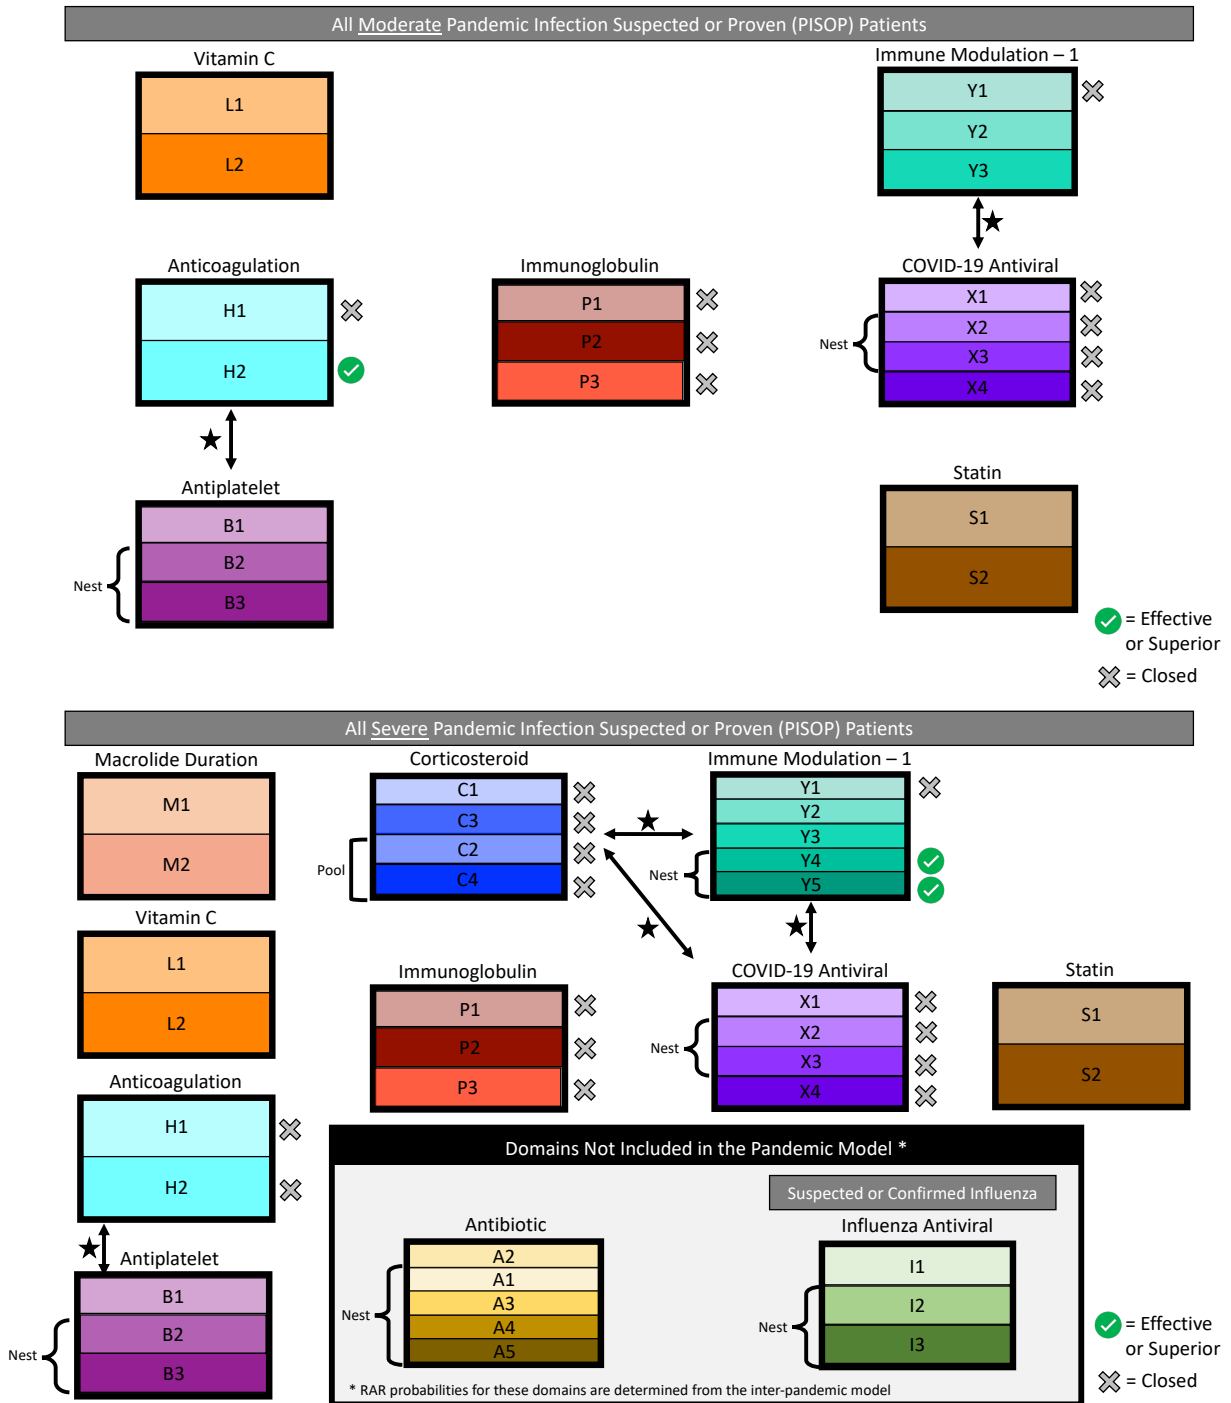 All Moderate Pandemic Infection Suspected or Proven (PISOP) Patients
Vitamin C
L1
L2
Immune Modulation – 1
Y1
Y2
Y3
Anticoagulation
H1
H2
Immunoglobulin
P1
P2
P3
COVID-19 Antiviral
X1
X2
X3
X4
Nest
Antiplatelet
B1
B2
B3
Nest
Statin
S1
S2
= Effective
or Superior
= Closed
All Severe Pandemic Infection Suspected or Proven (PISOP) Patients
Macrolide Duration
M1
M2
Corticosteroid
C1
C3
C2
C4
Pool
Immune Modulation – 1
Y1
Y2
Y3
Y4
Y5
Nest
Vitamin C
L1
L2
Immunoglobulin
P1
P2
P3
COVID-19 Antiviral
X1
X2
X3
X4
Nest
Statin
S1
S2
Anticoagulation
H1
H2
Antiplatelet
B1
B2
B3
Nest
Domains Not Included in the Pandemic Model *
Suspected or Confirmed Influenza
Antibiotic
A2
A1
A3
A4
A5
Nest
Influenza Antiviral
I1
I2
I3
Nest
* RAR probabilities for these domains are determined from the inter-pandemic model
= Effective
or Superior
= Closed